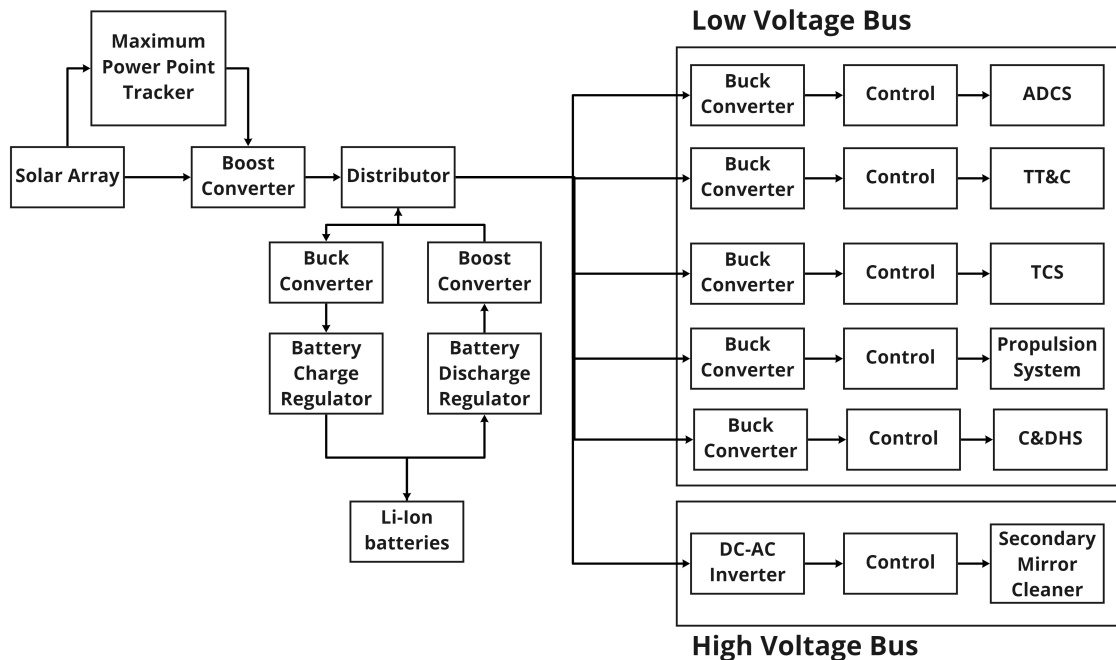 Low Voltage Bus
Maximum
Power Point
Tracker
Solar Array
Boost
Converter
Distributor
Buck
Converter
Boost
Converter
Battery
Charge
Regulator
Battery
Discharge
Regulator
Li-Ion
batteries
Buck
Converter
Control
ADCS
Buck
Converter
Control
TT&C
Buck
Converter
Control
TCS
Buck
Converter
Control
Propulsion
System
Buck
Converter
Control
C&DHS
DC-AC
Inverter
Control
Secondary
Mirror
Cleaner
High Voltage Bus